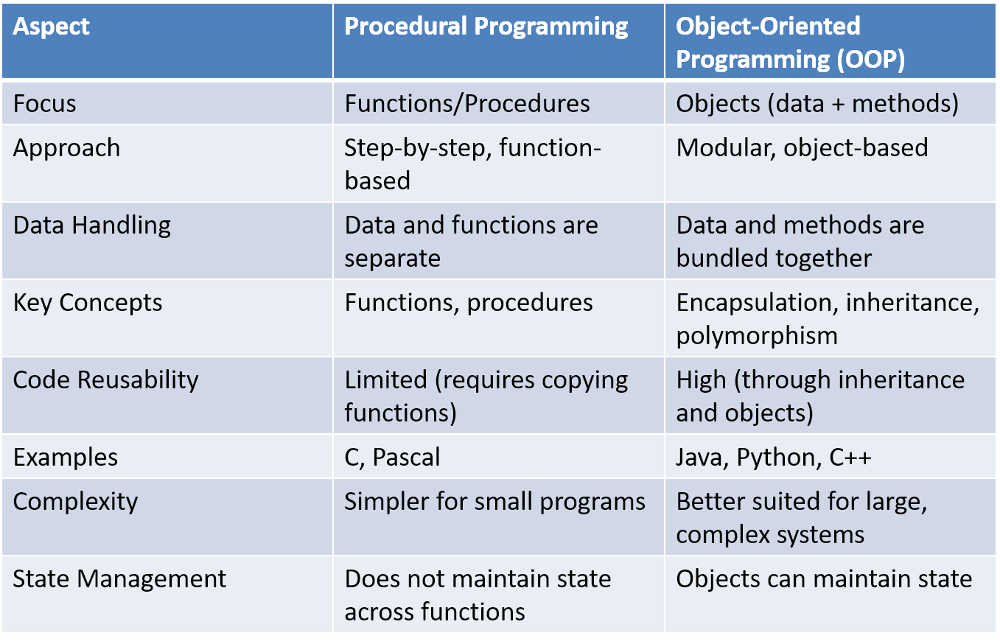 Aspect
Procedural Programming
Object-Oriented
Programming (OOP)
Focus
Functions/Procedures
Objects (data + methods)
Approach
Step-by-step, function-
based
Modular, object-based
Data Handling
Data and functions are
separate
Data and methods are
bundled together
Key Concepts
Functions, procedures
Encapsulation, inheritance,
polymorphism
Code Reusability
Limited (requires copying
functions)
High (through inheritance
and objects)
Examples
C, Pascal
Java, Python, C++
Complexity
Simpler for small programs
Better suited for large,
complex systems
State Management
Does not maintain state
across functions
Objects can maintain state